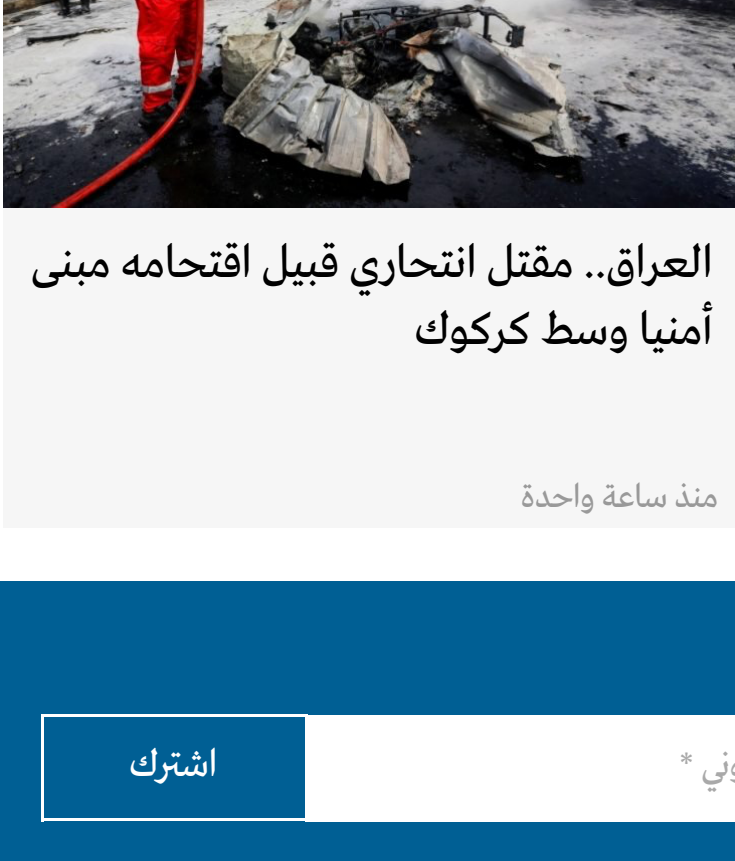 العراق.. مقتل انتحاري قبيل اقتحامه مبنى
أمنيا وسط كركوك
منذ ساعة واحدة
اشترك